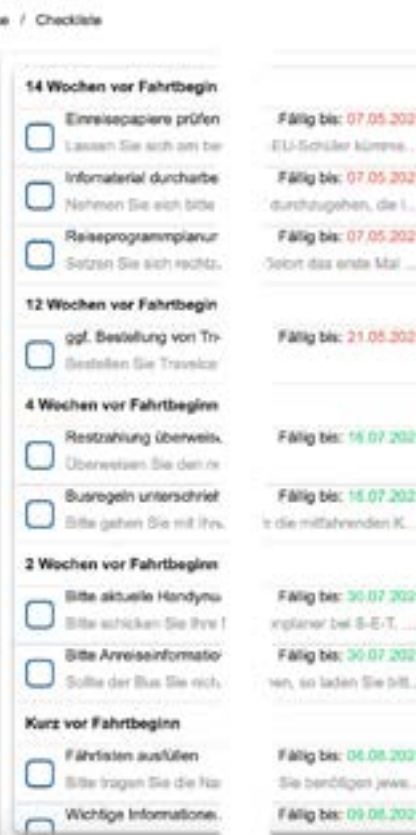 / Checkliste
14 Wochen vor Fahrtbegin
Einreisepapiere prüfen Fällig bis: 07.05.202
Lassen Sie sich am be EU-Schüler kümme...
Infomaterial durcharbe Fällig bis: 07.05.202
Nehmen Sie sich bitte durchzugehen, die i...
Reiseprogrammplanur Fällig bis: 07.05.202
Setzen Sie sich rechtz. Sofort das erste Mal ...
12 Wochen vor Fahrtbegin
ggf. Bestellung von Tr Fällig bis: 21.05.202
Bestellen Sie Travelce
4 Wochen vor Fahrtbeginn
Restzahlung überweis. Fällig bis: 16.07.202
Überweisen Sie den re
Busregeln unterschrief Fällig bis: 16.07.202
Bitte gehen Sie mit Ihre die mitfahrenden K...
2 Wochen vor Fahrtbeginn
Bitte aktuelle Handynu Fällig bis: 30.07.202
Bitte schicken Sie Ihre nplaner bei S-E-T, ...
Bitte Anreiseinformatio Fällig bis: 30.07.202
Sollte der Bus Sie nich. en, so laden Sie bitt...
Kurz vor Fahrtbeginn
Fährlisten ausfüllen Fällig bis: 06.08.202
Bitte tragen Sie die Na Sie benötigen jewe...
Wichtige Informatione. Fällig bis: 09.08.202